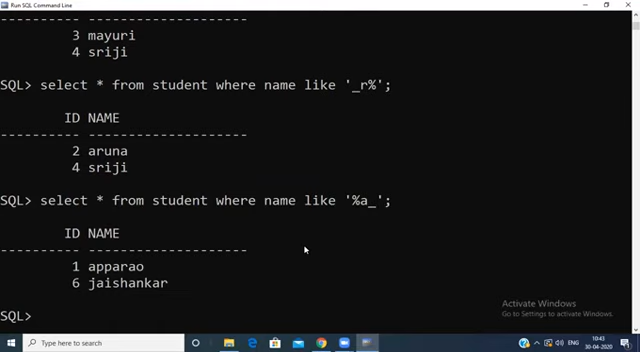 Run SQL Command Line
---------- --------------------
3 mayuri
4 sriji
SQL> select * from student where name like '_r%';
ID NAME
---------- --------------------
2 aruna
4 sriji
SQL> select * from student where name like '%a_';
ID NAME
---------- --------------------
1 apparao
6 jaishankar
SQL>
Activate Windows
Go to Settings to activate Windows.
Type here to search
ENG
10:43
30-04-2020